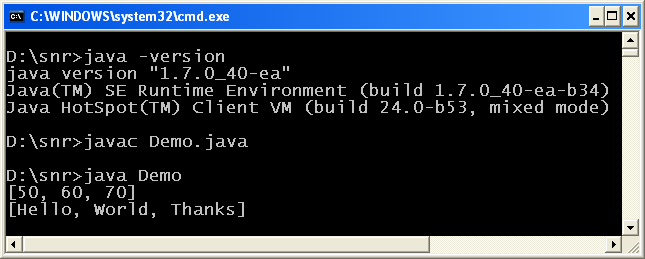 C:\WINDOWS\system32\cmd.exe
D:\snr>java -version
java version "1.7.0_40-ea"
Java(TM) SE Runtime Environment (build 1.7.0_40-ea-b34)
Java HotSpot(TM) Client VM (build 24.0-b53, mixed mode)
D:\snr>javac Demo.java
D:\snr>java Demo
[50, 60, 70]
[Hello, World, Thanks]